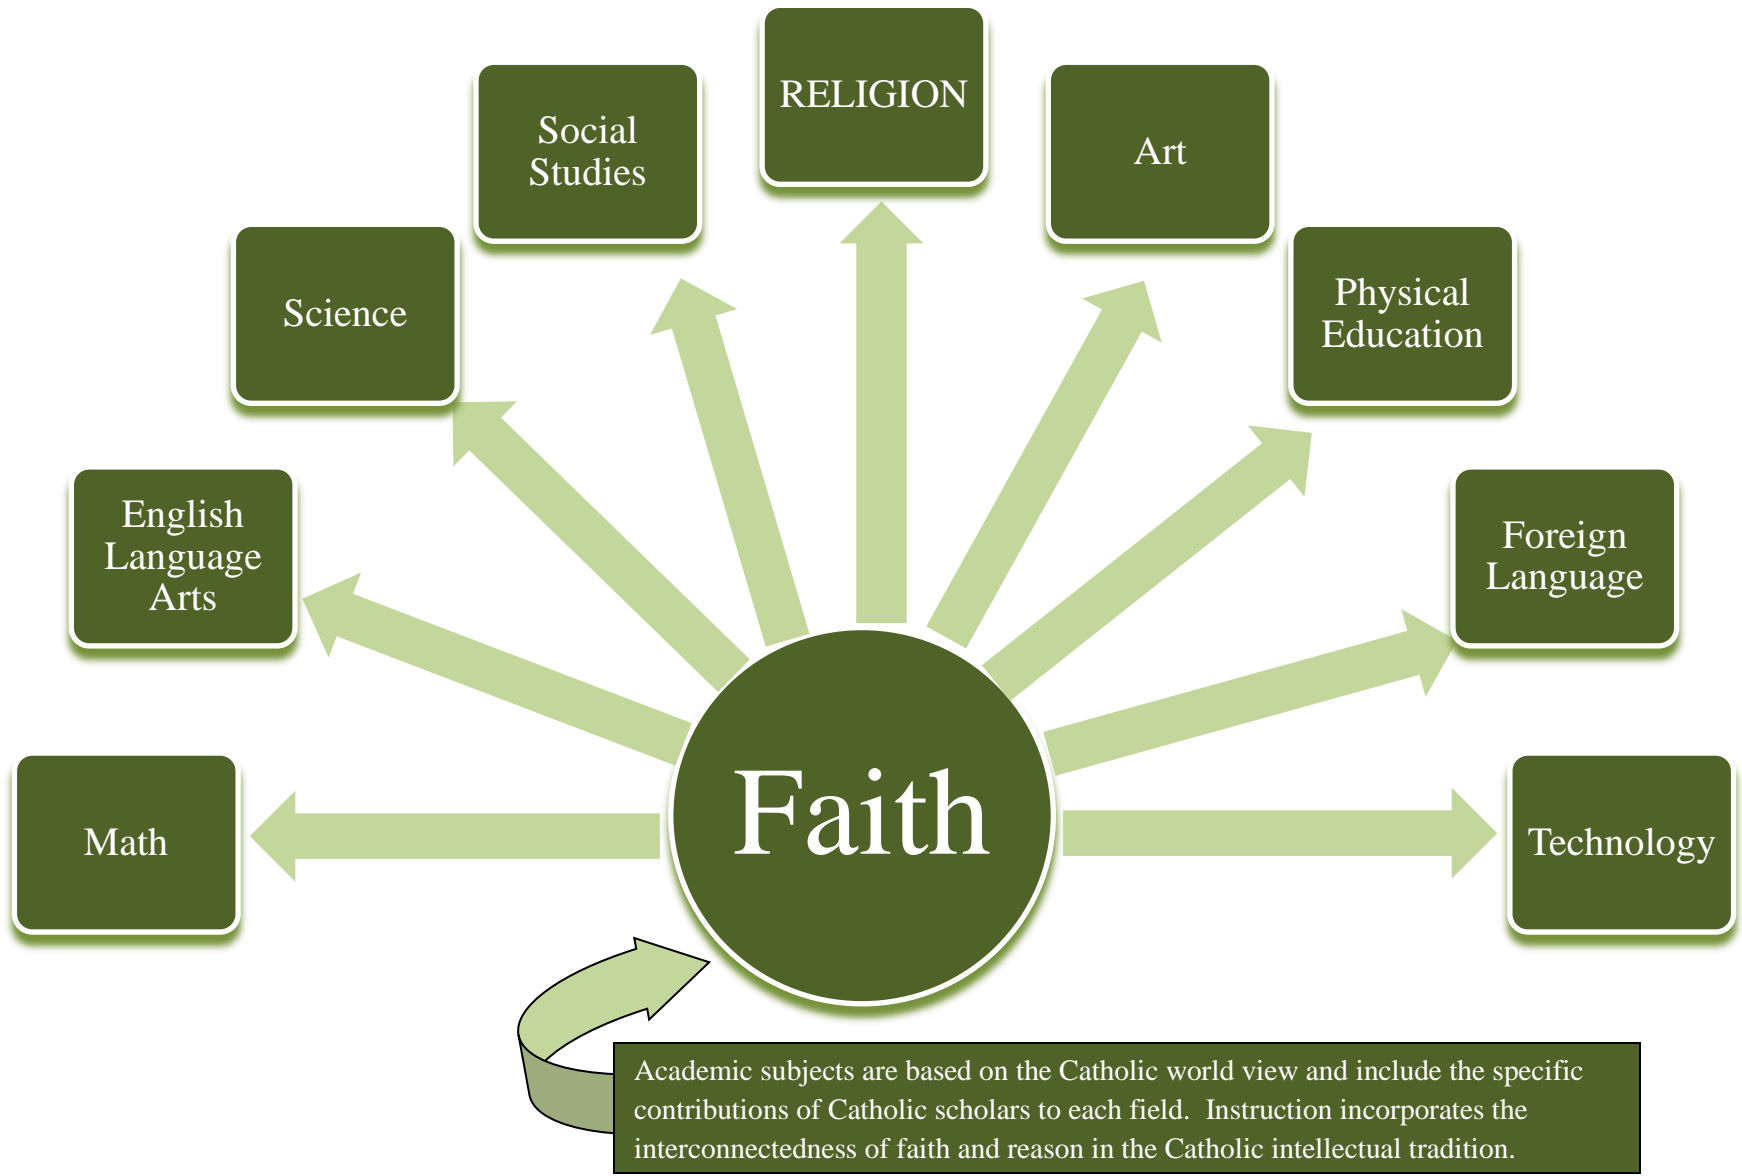 RELIGION
Social
Studies
Art
Science
Physical
Education
English
Language
Arts
Foreign
Language
Math
Faith
Technology
Academic subjects are based on the Catholic world view and include the specific
contributions of Catholic scholars to each field.  Instruction incorporates the
interconnectedness of faith and reason in the Catholic intellectual tradition.